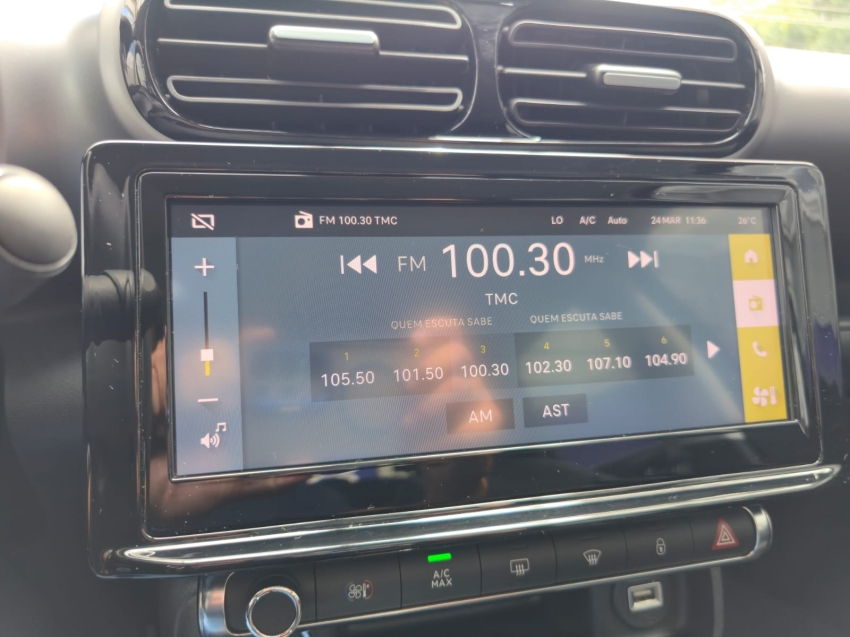 FM 100.30 TMC LO A/C Auto 24 MAR 11:36 26°C
FM 100.30 MHz
TMC
QUEM ESCUTA SABE QUEM ESCUTA SABE
1 2 3 4 5 6
105.50 101.50 100.30 102.30 107.10 104.90
AM AST
A/C
MAX